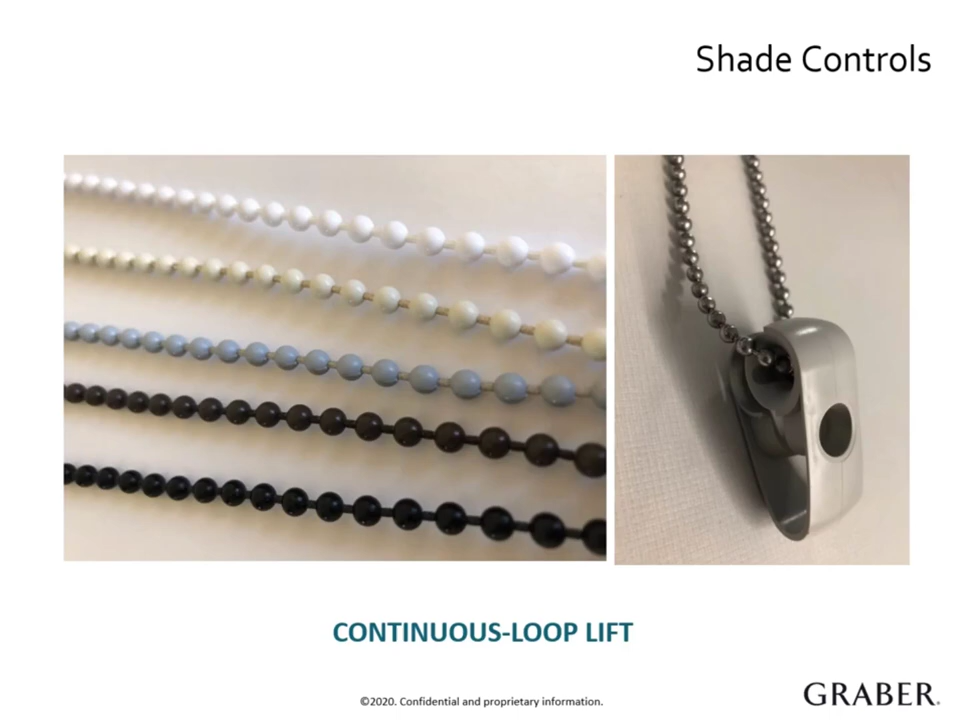 Shade Controls
CONTINUOUS-LOOP LIFT
©2020. Confidential and proprietary information.
GRABER.